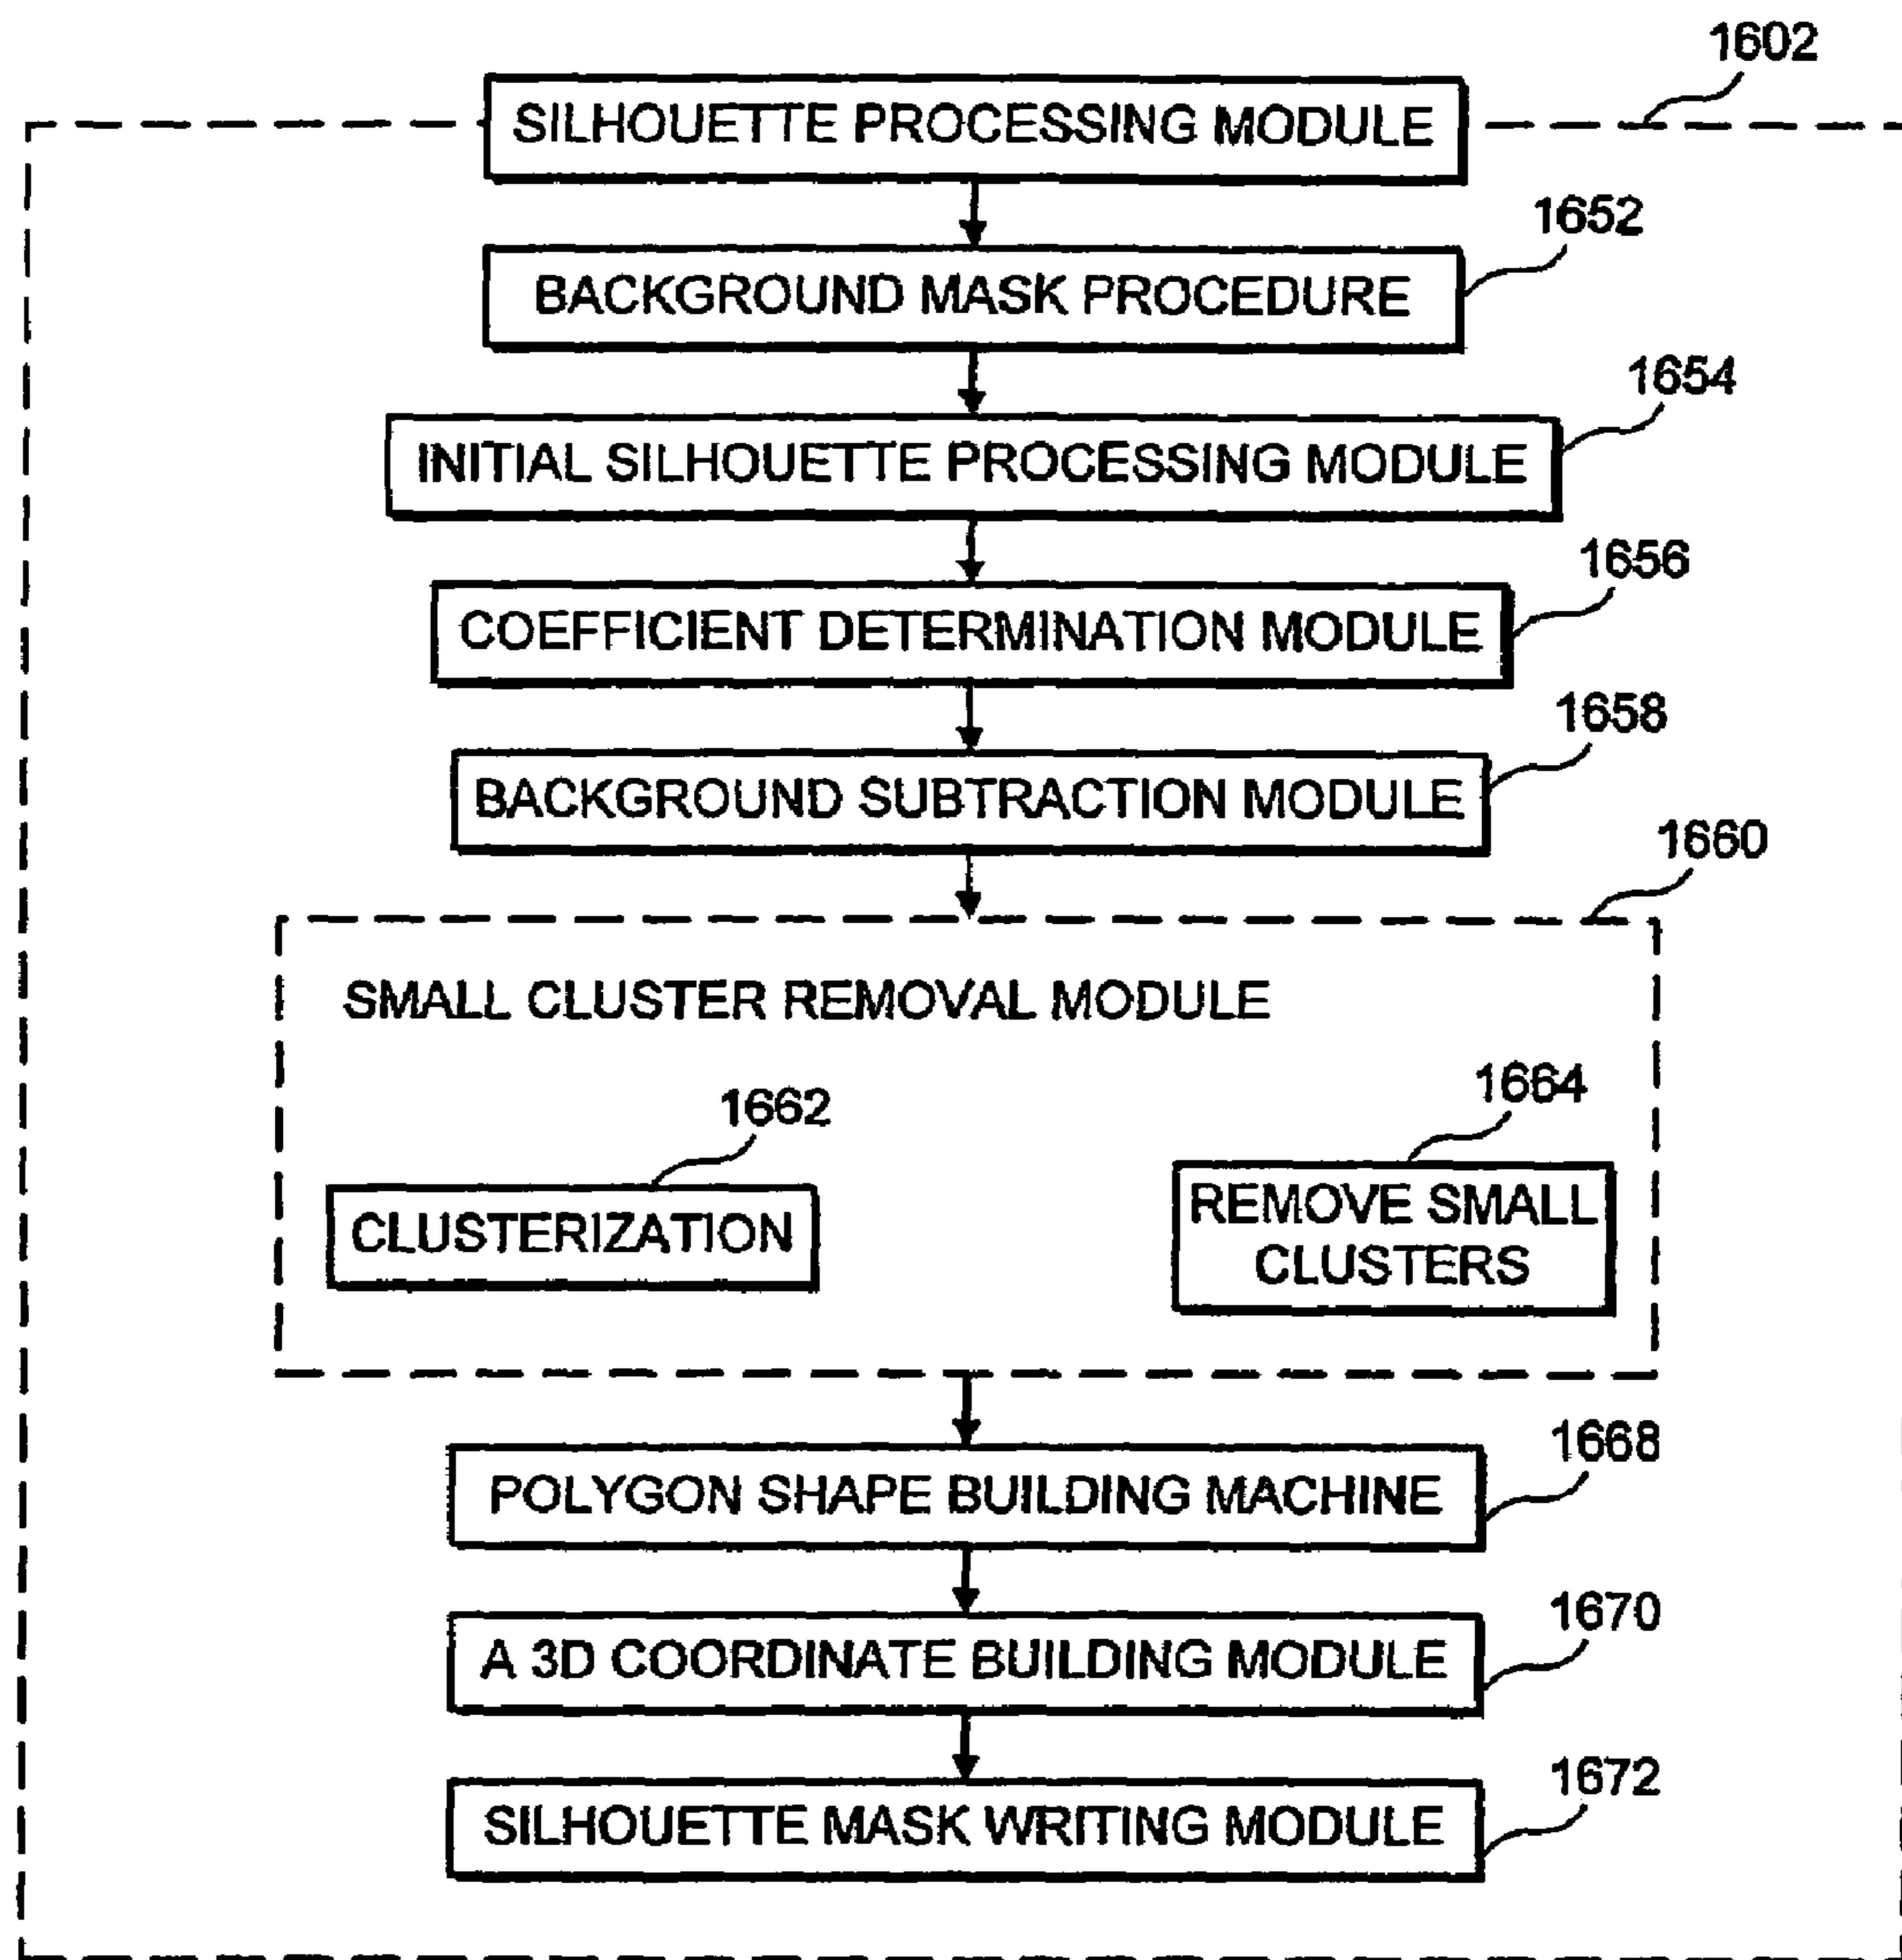 1602
SILHOUETTE PROCESSING MODULE
1652
BACKGROUND MASK PROCEDURE
1654
INITIAL SILHOUETTE PROCESSING MODULE
1656
COEFFICIENT DETERMINATION MODULE
1658
BACKGROUND SUBTRACTION MODULE
1660
SMALL CLUSTER REMOVAL MODULE
1662
CLUSTERIZATION
1664
REMOVE SMALL
CLUSTERS
1668
POLYGON SHAPE BUILDING MACHINE
1670
A 3D COORDINATE BUILDING MODULE
1672
SILHOUETTE MASK WRITING MODULE